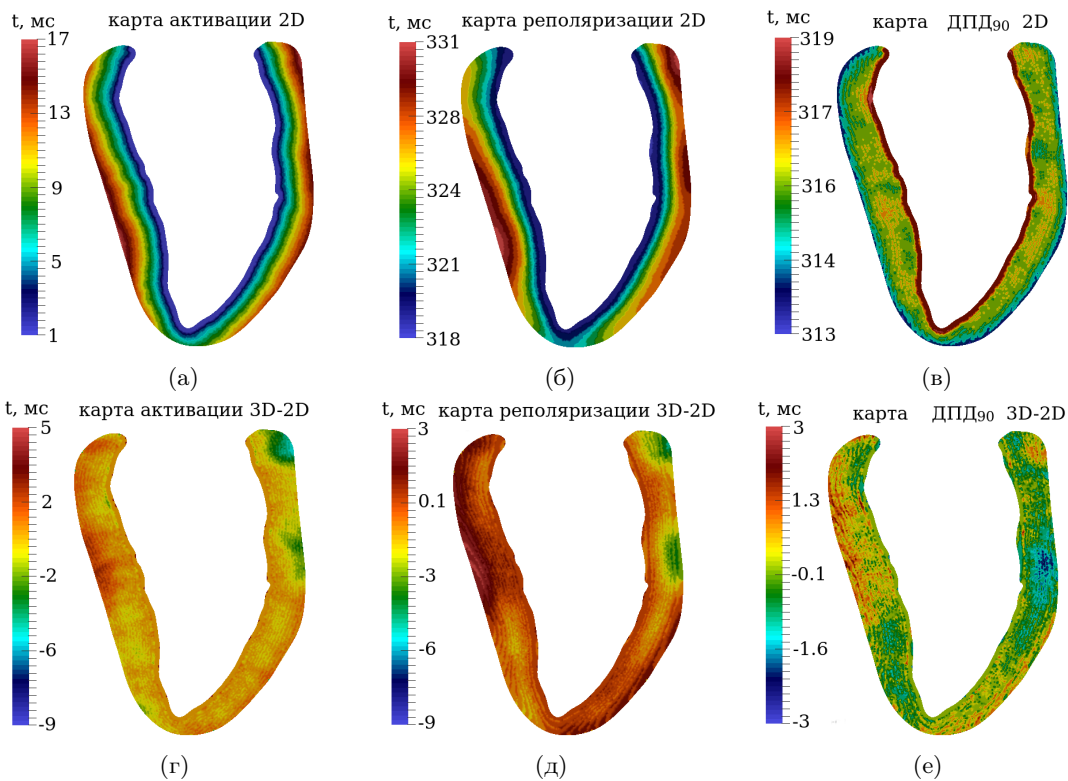 t, мс карта активации 2D
17
13
9
5
1
(а)
t, мс карта реполяризации 2D
331
328
324
321
318
(б)
t, мс карта ДПД90 2D
319
317
316
314
313
(в)
t, мс карта активации 3D-2D
5
2
-2
-6
-9
(г)
t, мс карта реполяризации 3D-2D
3
0.1
-3
-6
-9
(д)
t, мс карта ДПД90 3D-2D
3
1.3
-0.1
-1.6
-3
(е)